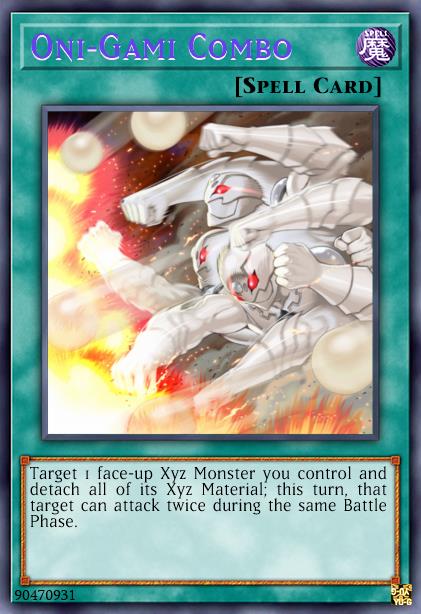 Oni-Gami Combo
SPELL
魔
[Spell Card]
Target 1 face-up Xyz Monster you control and
detach all of its Xyz Material; this turn, that
target can attack twice during the same Battle
Phase.
90470931